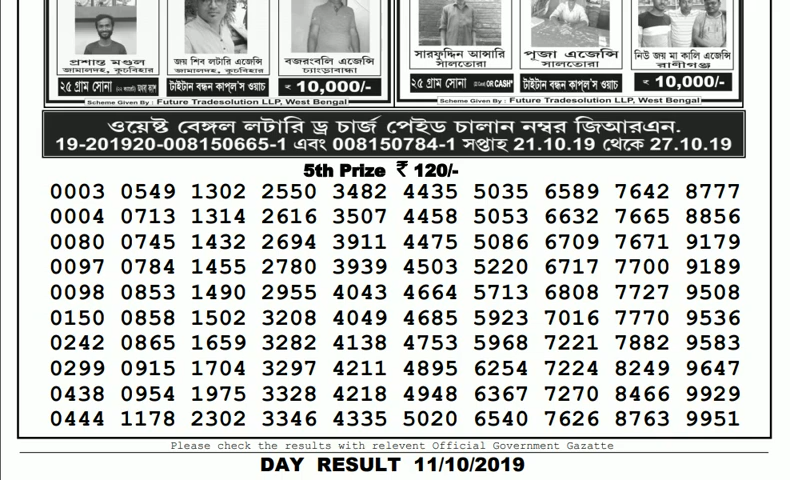 প্রশান্ত মণ্ডল
জামালদহ, কুচবিহার
জয় শিব লটারি এজেন্সি
জামালদহ, কুচবিহার
বজরংবলি এজেন্সি
চ্যাংড়াবান্ধা
সারফুদ্দিন আন্সারি
সালতোরা
পূজা এজেন্সি
সালতোরা
নিউ জয় মা কালি এজেন্সি
রাণীগঞ্জ
২৫ গ্রাম সোনা
টাইটান বন্ধন কাপ্‌ল'স ওয়াচ
₹ 10,000/-
২৫ গ্রাম সোনা OR CASH*
টাইটান বন্ধন কাপ্‌ল'স ওয়াচ
₹ 10,000/-
Scheme Given By : Future Tradesolution LLP, West Bengal
Scheme Given By : Future Tradesolution LLP, West Bengal
ওয়েষ্ট বেঙ্গল লটারি ড্র চার্জ পেইড চালান নম্বর জিআরএন.
19-201920-008150665-1 এবং 008150784-1 সপ্তাহ 21.10.19 থেকে 27.10.19
5th Prize ₹ 120/-
0003 0549 1302 2550 3482 4435 5035 6589 7642 8777
0004 0713 1314 2616 3507 4458 5053 6632 7665 8856
0080 0745 1432 2694 3911 4475 5086 6709 7671 9179
0097 0784 1455 2780 3939 4503 5220 6717 7700 9189
0098 0853 1490 2955 4043 4664 5713 6808 7727 9508
0150 0858 1502 3208 4049 4685 5923 7016 7770 9536
0242 0865 1659 3282 4138 4753 5968 7221 7882 9583
0299 0915 1704 3297 4211 4895 6254 7224 8249 9647
0438 0954 1975 3328 4218 4948 6367 7270 8466 9929
0444 1178 2302 3346 4335 5020 6540 7626 8763 9951
Please check the results with relevent Official Government Gazatte
DAY RESULT 11/10/2019